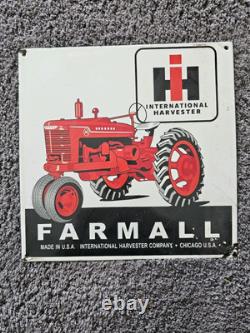 IH
INTERNATIONAL
HARVESTER
FARMALL
MADE IN U.S.A. INTERNATIONAL HARVESTER COMPANY. • CHICAGO U.S.A. •